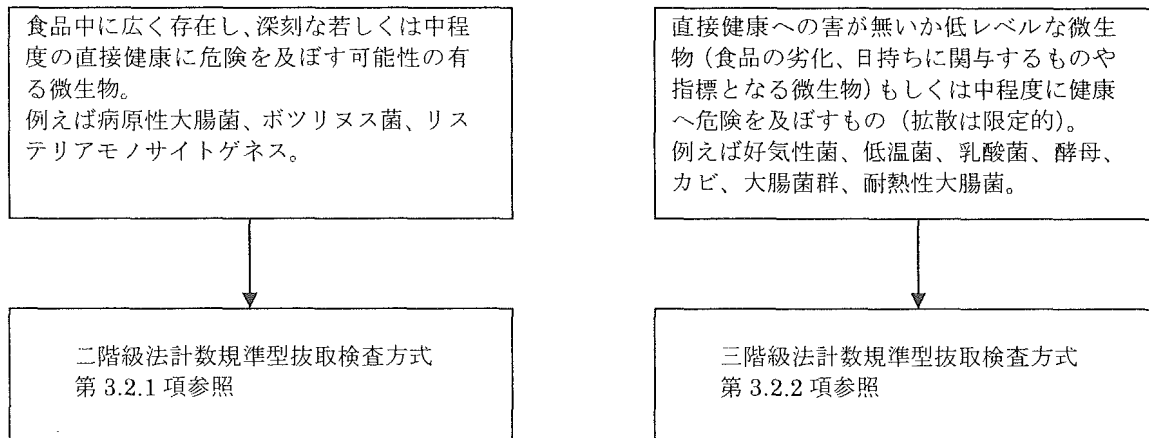 食品中に広く存在し、深刻な若しくは中程
度の直接健康に危険を及ぼす可能性の有
る微生物。
例えば病原性大腸菌、ボツリヌス菌、リス
テリアモノサイトゲネス。
直接健康への害が無いか低レベルな微生
物（食品の劣化、日持ちに関与するものや
指標となる微生物）もしくは中程度に健康
へ危険を及ぼすもの（拡散は限定的）。
例えば好気性菌、低温菌、乳酸菌、酵母、
カビ、大腸菌群、耐熱性大腸菌。
二階級法計数規準型抜取検査方式
第 3.2.1 項参照
三階級法計数規準型抜取検査方式
第 3.2.2 項参照